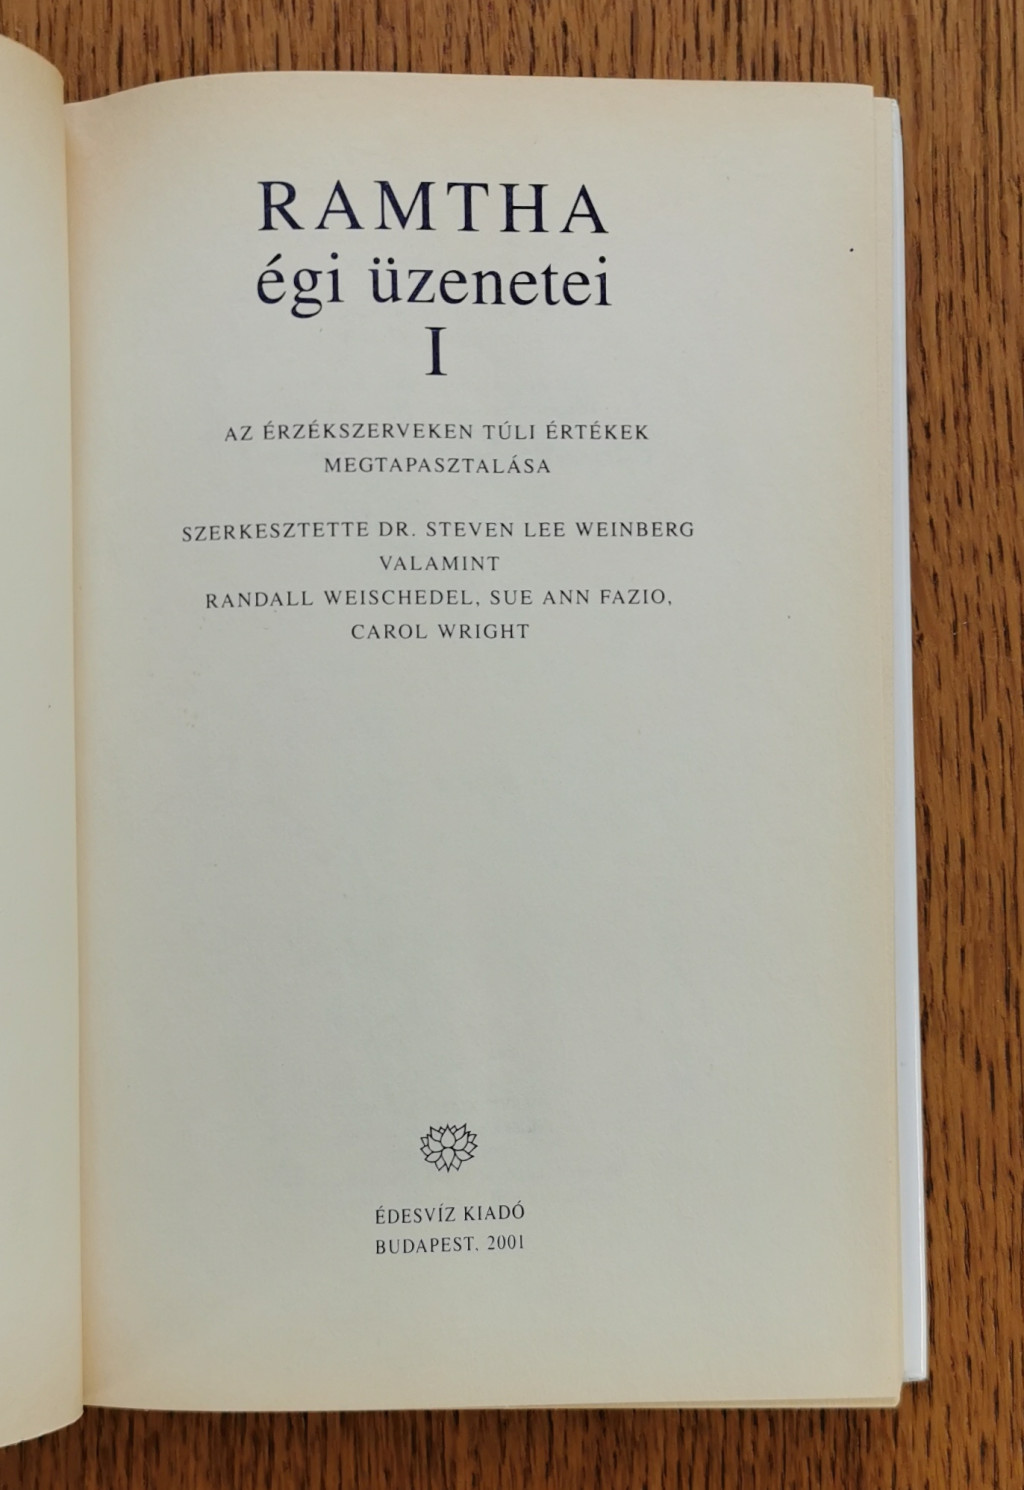 RAMTHA
égi üzenetei
I
AZ ÉRZÉKSZERVEKEN TÚLI ÉRTÉKEK
MEGTAPASZTALÁSA
SZERKESZTETTE DR. STEVEN LEE WEINBERG
VALAMINT
RANDALL WEISCHEDEL, SUE ANN FAZIO,
CAROL WRIGHT
ÉDESVÍZ KIADÓ
BUDAPEST, 2001